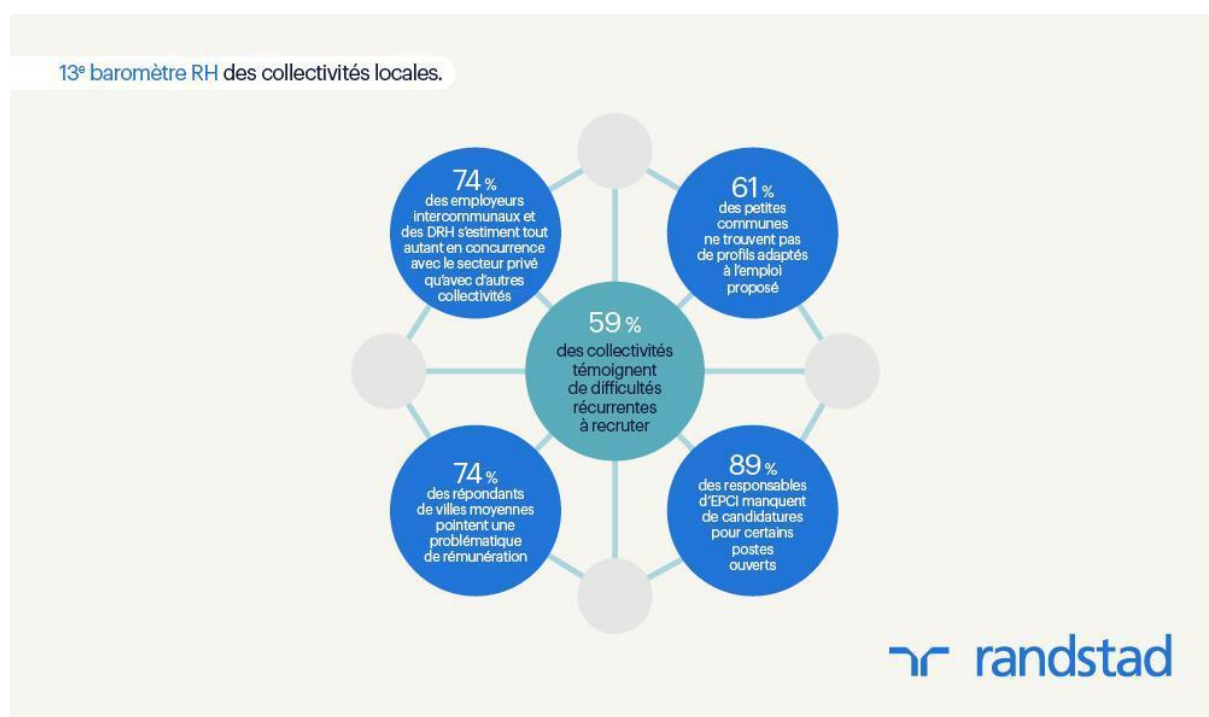 13e baromètre RH des collectivités locales.
74 %
des employeurs
intercommunaux et
des DRH s'estiment tout
autant en concurrence
avec le secteur privé
qu'avec d'autres
collectivités
61 %
des petites
communes
ne trouvent pas
de profils adaptés
à l'emploi
proposé
59 %
des collectivités
témoignent
de difficultés
récurrentes
à recruter
74 %
des répondants
de villes moyennes
pointent une
problématique
de rémunération
89 %
des responsables
d'EPCI manquent
de candidatures
pour certains
postes
ouverts
randstad